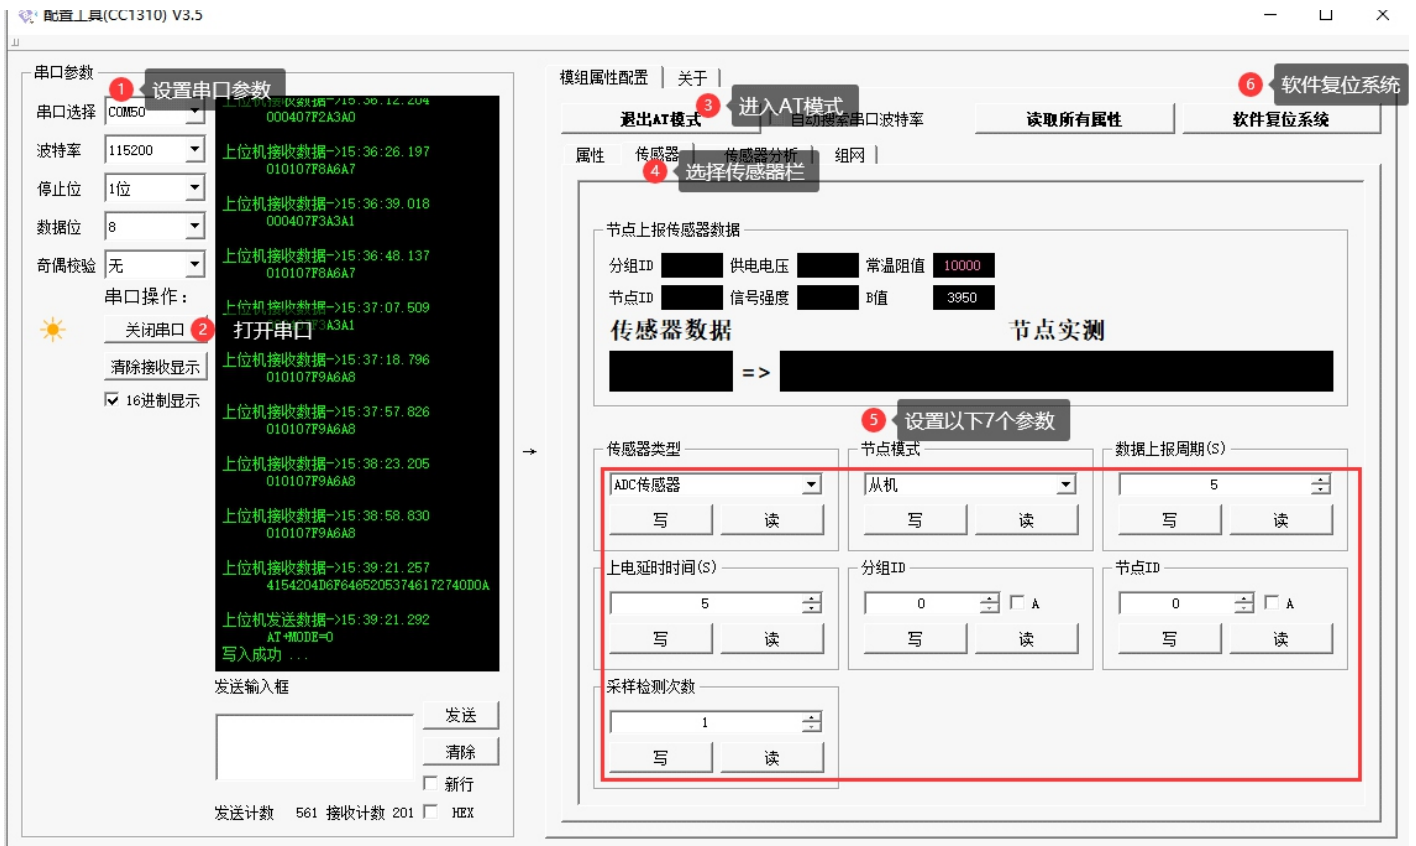 配置工具(CC1310) V3.5
串口参数
1 设置串口参数
串口选择 COM50
波特率 115200
停止位 1位
数据位 8
奇偶校验 无
串口操作：
关闭串口 2 打开串口
清除接收显示
16进制显示
上位机接收数据->15:36:12.204
000407F2A3A0
上位机接收数据->15:36:26.197
010107F8A6A7
上位机接收数据->15:36:39.018
000407F3A3A1
上位机接收数据->15:36:48.137
010107F8A6A7
上位机接收数据->15:37:07.509
F3A3A1
上位机接收数据->15:37:18.796
010107F9A6A8
上位机接收数据->15:37:57.826
010107F9A6A8
上位机接收数据->15:38:23.205
010107F9A6A8
上位机接收数据->15:38:58.830
010107F9A6A8
上位机接收数据->15:39:21.257
4154204D6F64652053746172740D0A
上位机发送数据->15:39:21.292
AT+MODE=0
写入成功 ...
发送输入框
发送
清除
新行
发送计数 561 接收计数 201 HEX
→
模组属性配置 关于
退出AT模式 3 进入AT模式
自动搜索串口波特率
读取所有属性
6 软件复位系统
软件复位系统
属性 传感器 传感器分析 组网
4 选择传感器栏
节点上报传感器数据
分组ID 供电电压 常温阻值 10000
节点ID 信号强度 B值 3950
传感器数据 节点实测
=>
5 设置以下7个参数
传感器类型 节点模式 数据上报周期(S)
ADC传感器 从机 5
写 读 写 读 写 读
上电延时时间(S) 分组ID 节点ID
5 0 A 0 A
写 读 写 读 写 读
采样检测次数
1
写 读